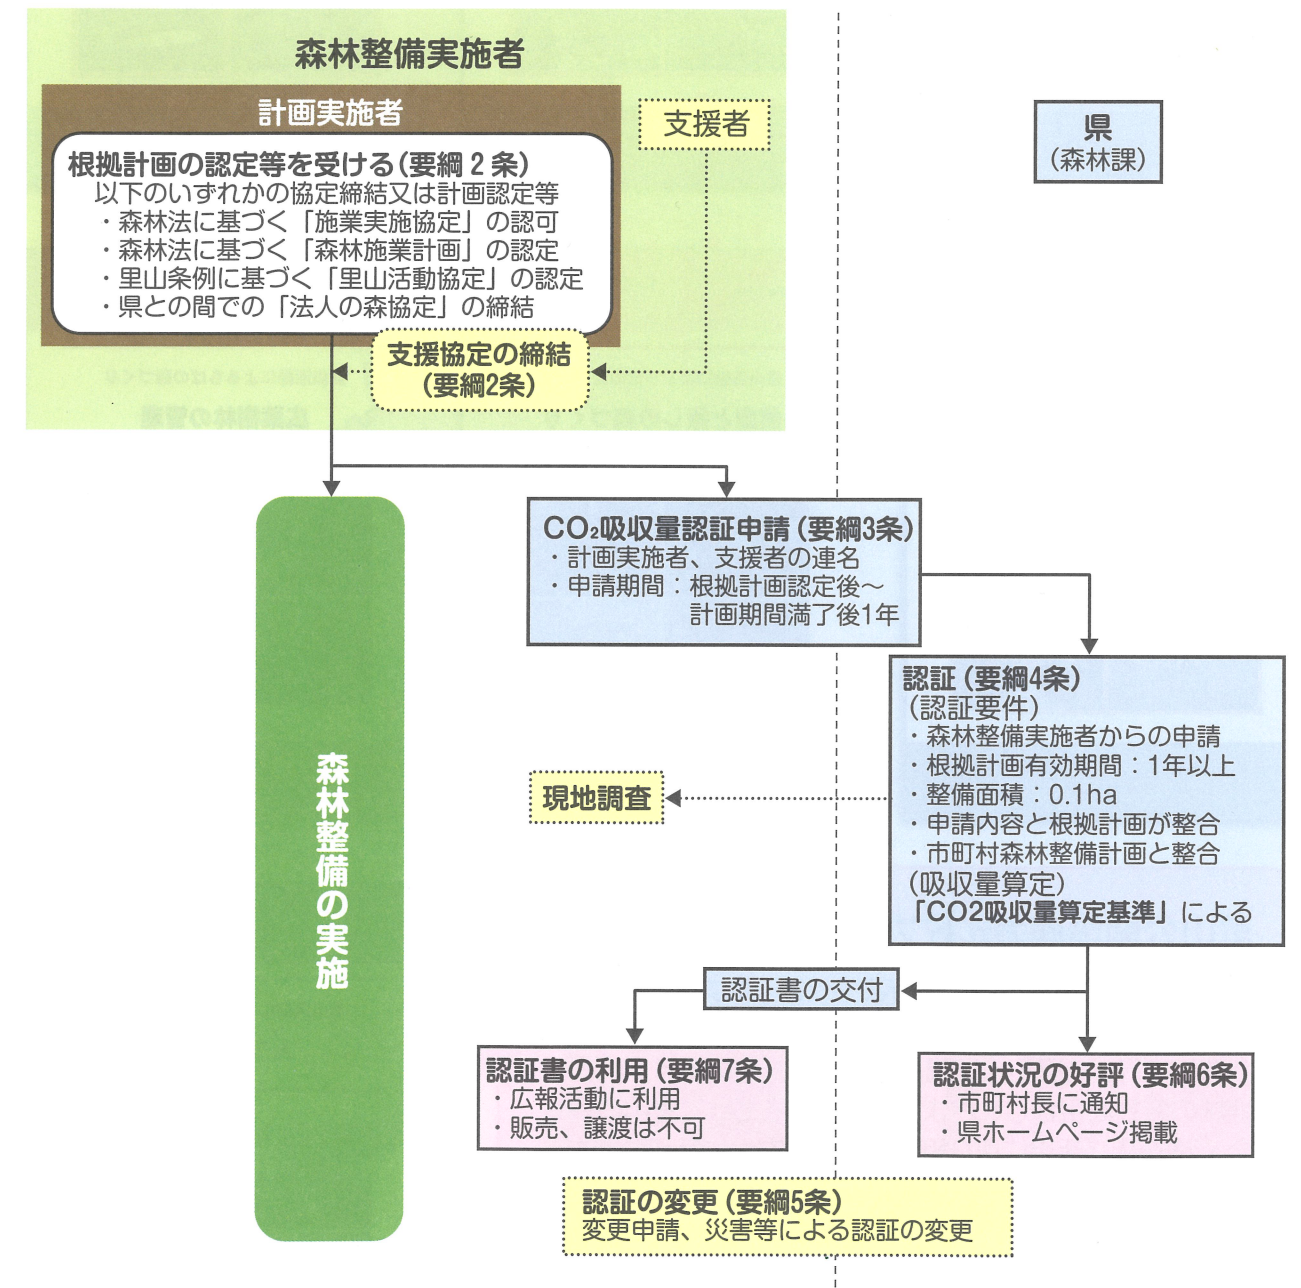 森林整備実施者
計画実施者
支援者
県
(森林課)
根拠計画の認定等を受ける(要綱2条)
以下のいずれかの協定締結又は計画認定等
・森林法に基づく「施業実施協定」の認可
・森林法に基づく「森林施業計画」の認定
・里山条例に基づく「里山活動協定」の認定
・県との間での「法人の森協定」の締結
支援協定の締結
(要綱2条)
CO₂吸収量認証申請(要綱3条)
・計画実施者、支援者の連名
・申請期間:根拠計画認定後～
計画期間満了後1年
認証(要綱4条)
(認証要件)
・森林整備実施者からの申請
・根拠計画有効期間:1年以上
・整備面積:0.1ha
・申請内容と根拠計画が整合
・市町村森林整備計画と整合
(吸収量算定)
「CO2吸収量算定基準」による
現地調査
森林整備の実施
認証書の交付
認証書の利用(要綱7条)
・広報活動に利用
・販売、譲渡は不可
認証状況の好評(要綱6条)
・市町村長に通知
・県ホームページ掲載
認証の変更(要綱5条)
変更申請、災害等による認証の変更